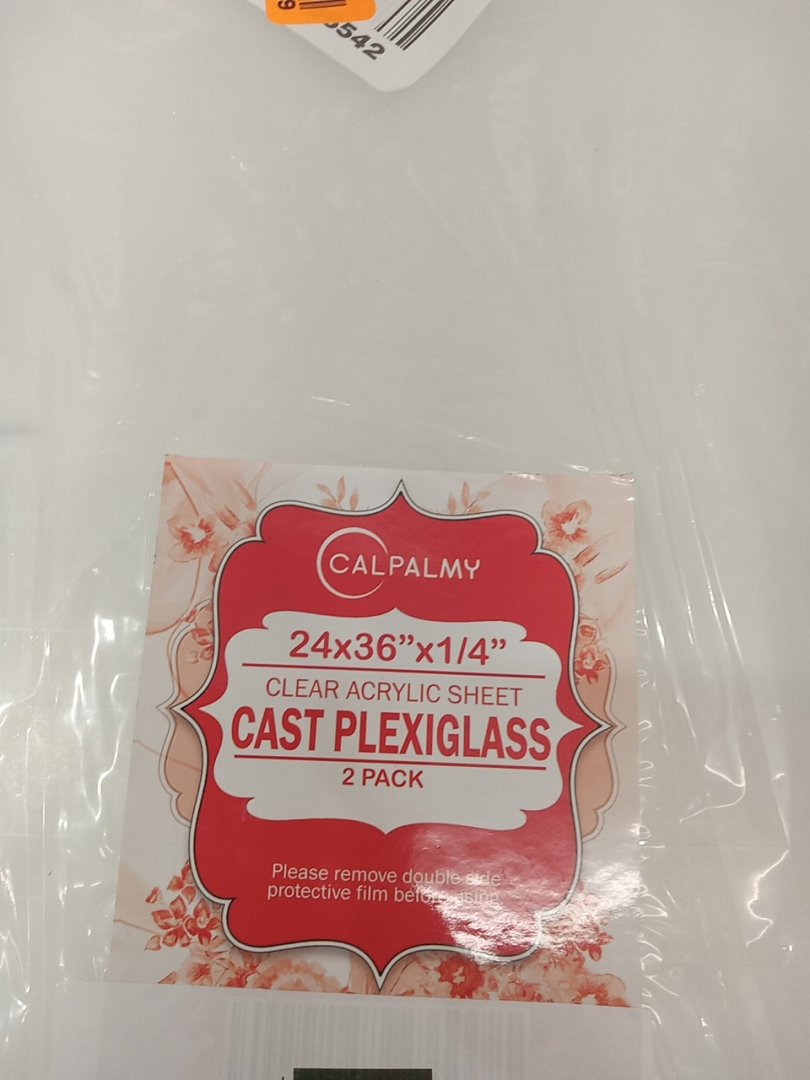 6542
CALPALMY
24x36"x1/4"
CLEAR ACRYLIC SHEET
CAST PLEXIGLASS
2 PACK
Please remove double side
protective film before using